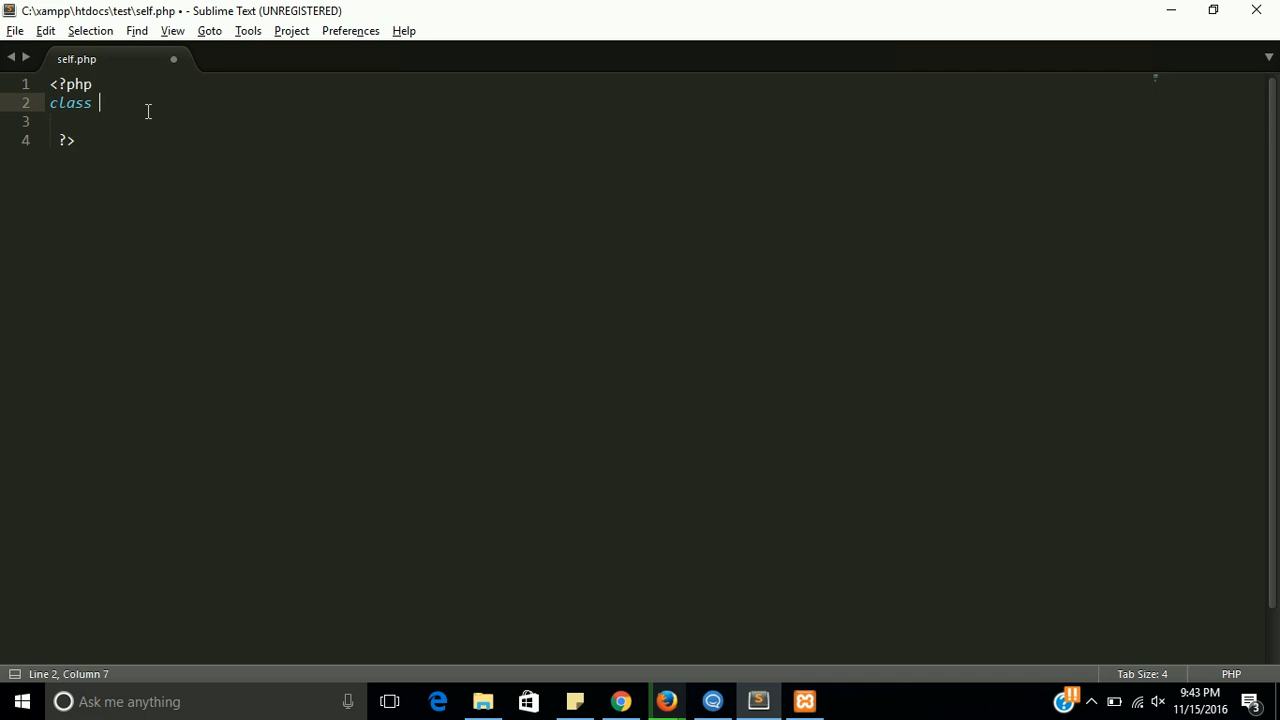 C:\xampp\htdocs\test\self.php • - Sublime Text (UNREGISTERED)
File Edit Selection Find View Goto Tools Project Preferences Help
self.php
1 <?php
2 class
3
4 ?>
Line 2, Column 7 Tab Size: 4 PHP
Ask me anything
9:43 PM
11/15/2016
3